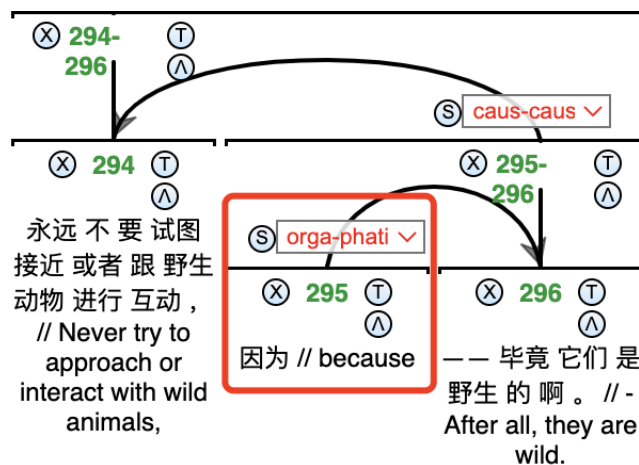 X 294-296 T
Λ
S caus-caus
X 294 T
Λ
X 295-296 T
Λ
永远 不 要 试图
接近 或者 跟 野生
动物 进行 互动 ，
// Never try to
approach or
interact with wild
animals,
S orga-phati
X 295 T
Λ
因为 // because
X 296 T
Λ
—— 毕竟 它们 是
野生 的 啊 。 // -
After all, they are
wild.